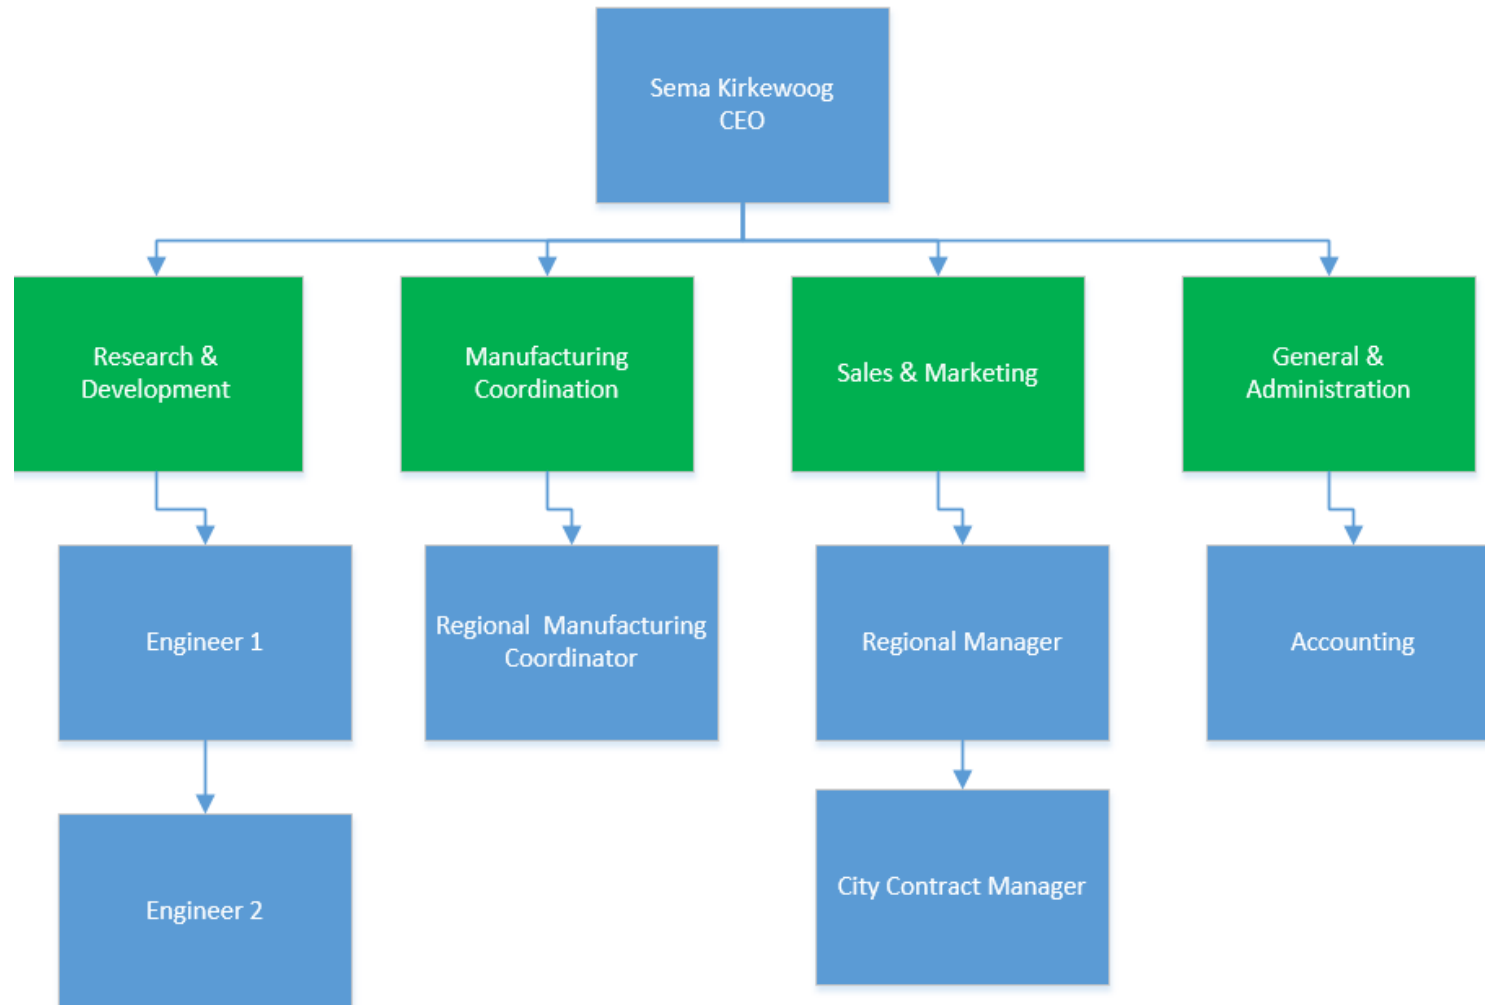 Sema Kirkewoog
CEO
Research &
Development
Manufacturing
Coordination
Sales & Marketing
General &
Administration
Engineer 1
Regional  Manufacturing
Coordinator
Regional Manager
Accounting
Engineer 2
City Contract Manager